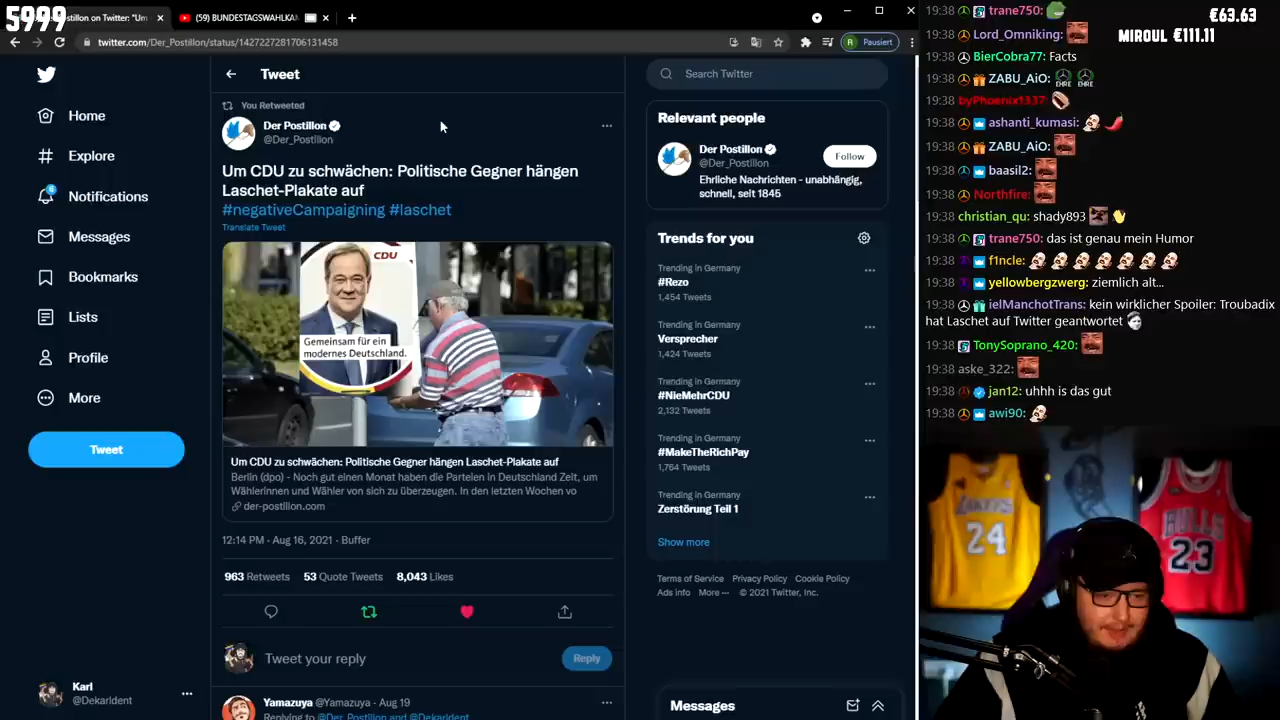 5999
Postillon on Twitter: "Um
(59) BUNDESTAGSWAHLKAM
twitter.com/Der_Postillon/status/1427227281706131458
R Pausiert
Home
Explore
6
Notifications
Messages
Bookmarks
Lists
Profile
More
Tweet
Karl
@Dekarldent
Tweet
You Retweeted
Der Postillon
@Der_Postillon
Um CDU zu schwächen: Politische Gegner hängen
Laschet-Plakate auf
#negativeCampaigning #laschet
Translate Tweet
CDU
Gemeinsam für ein
modernes Deutschland.
Um CDU zu schwächen: Politische Gegner hängen Laschet-Plakate auf
Berlin (dpo) - Noch gut einen Monat haben die Parteien in Deutschland Zeit, um
Wählerinnen und Wähler von sich zu überzeugen. In den letzten Wochen vo
der-postillon.com
12:14 PM · Aug 16, 2021 · Buffer
963 Retweets 53 Quote Tweets 8,043 Likes
Tweet your reply
Reply
Yamazuya @Yamazuya · Aug 19
Replying to @Der_Postillon and @Dekarldent
Search Twitter
Relevant people
Der Postillon
@Der_Postillon
Follow
Ehrliche Nachrichten - unabhängig,
schnell, seit 1845
Trends for you
Trending in Germany
#Rezo
1,454 Tweets
Trending in Germany
Versprecher
1,424 Tweets
Trending in Germany
#NieMehrCDU
2,132 Tweets
Trending in Germany
#MakeTheRichPay
1,764 Tweets
Trending in Germany
Zerstörung Teil 1
Show more
Terms of Service Privacy Policy Cookie Policy
Ads info More ··· © 2021 Twitter, Inc.
Messages
€63.63
MIROUL €111.11
19:38 trane750:
19:38 Lord_Omniking:
19:38 BierCobra77: Facts
19:38 ZABU_AiO: EHRE EHRE
19:38 byPhoenix1337:
19:38 ashanti_kumasi:
19:38 ZABU_AiO:
19:38 baasil2:
19:38 Northfire:
19:38 christian_qu: shady893
19:38 trane750: das ist genau mein Humor
19:38 f1ncle:
19:38 yellowbergzwerg: ziemlich alt...
19:38 ielManchotTrans: kein wirklicher Spoiler: Troubadix
hat Laschet auf Twitter geantwortet
19:38 TonySoprano_420:
19:38 aske_322:
19:38 jan12: uhhh is das gut
19:38 awi90:
LAKERS
24
BULLS
23